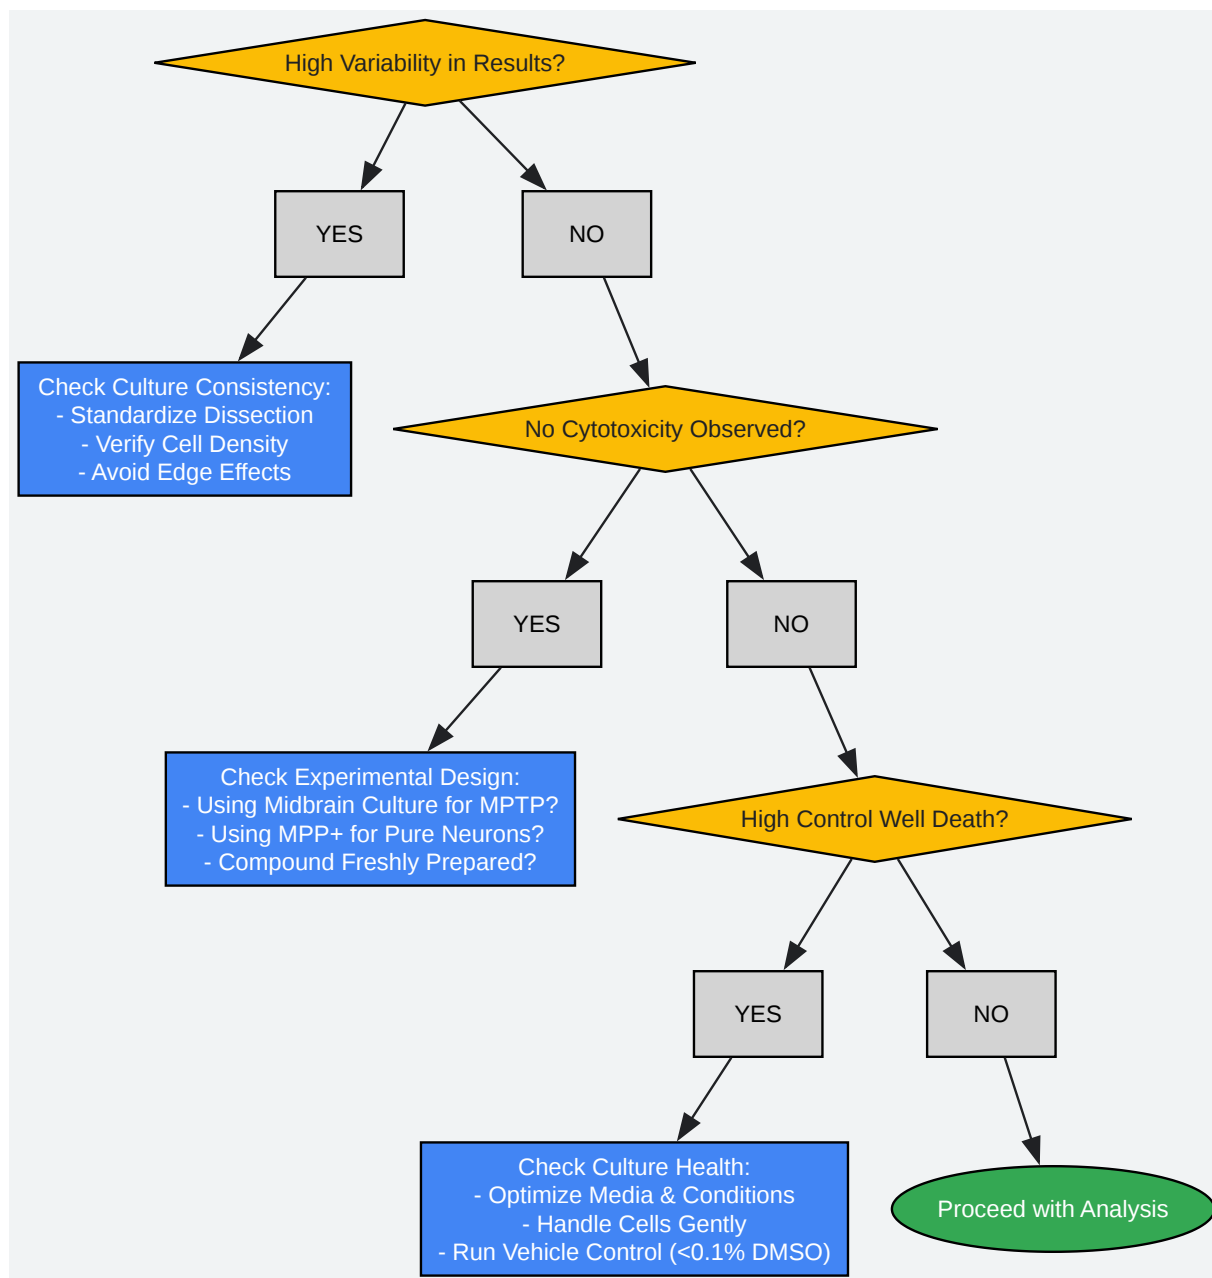 High Variability in Results?
YES
NO
Check Culture Consistency:
- Standardize Dissection
- Verify Cell Density
- Avoid Edge Effects
No Cytotoxicity Observed?
YES
NO
Check Experimental Design:
- Using Midbrain Culture for MPTP?
- Using MPP+ for Pure Neurons?
- Compound Freshly Prepared?
High Control Well Death?
YES
NO
Check Culture Health:
- Optimize Media & Conditions
- Handle Cells Gently
- Run Vehicle Control (<0.1% DMSO)
Proceed with Analysis